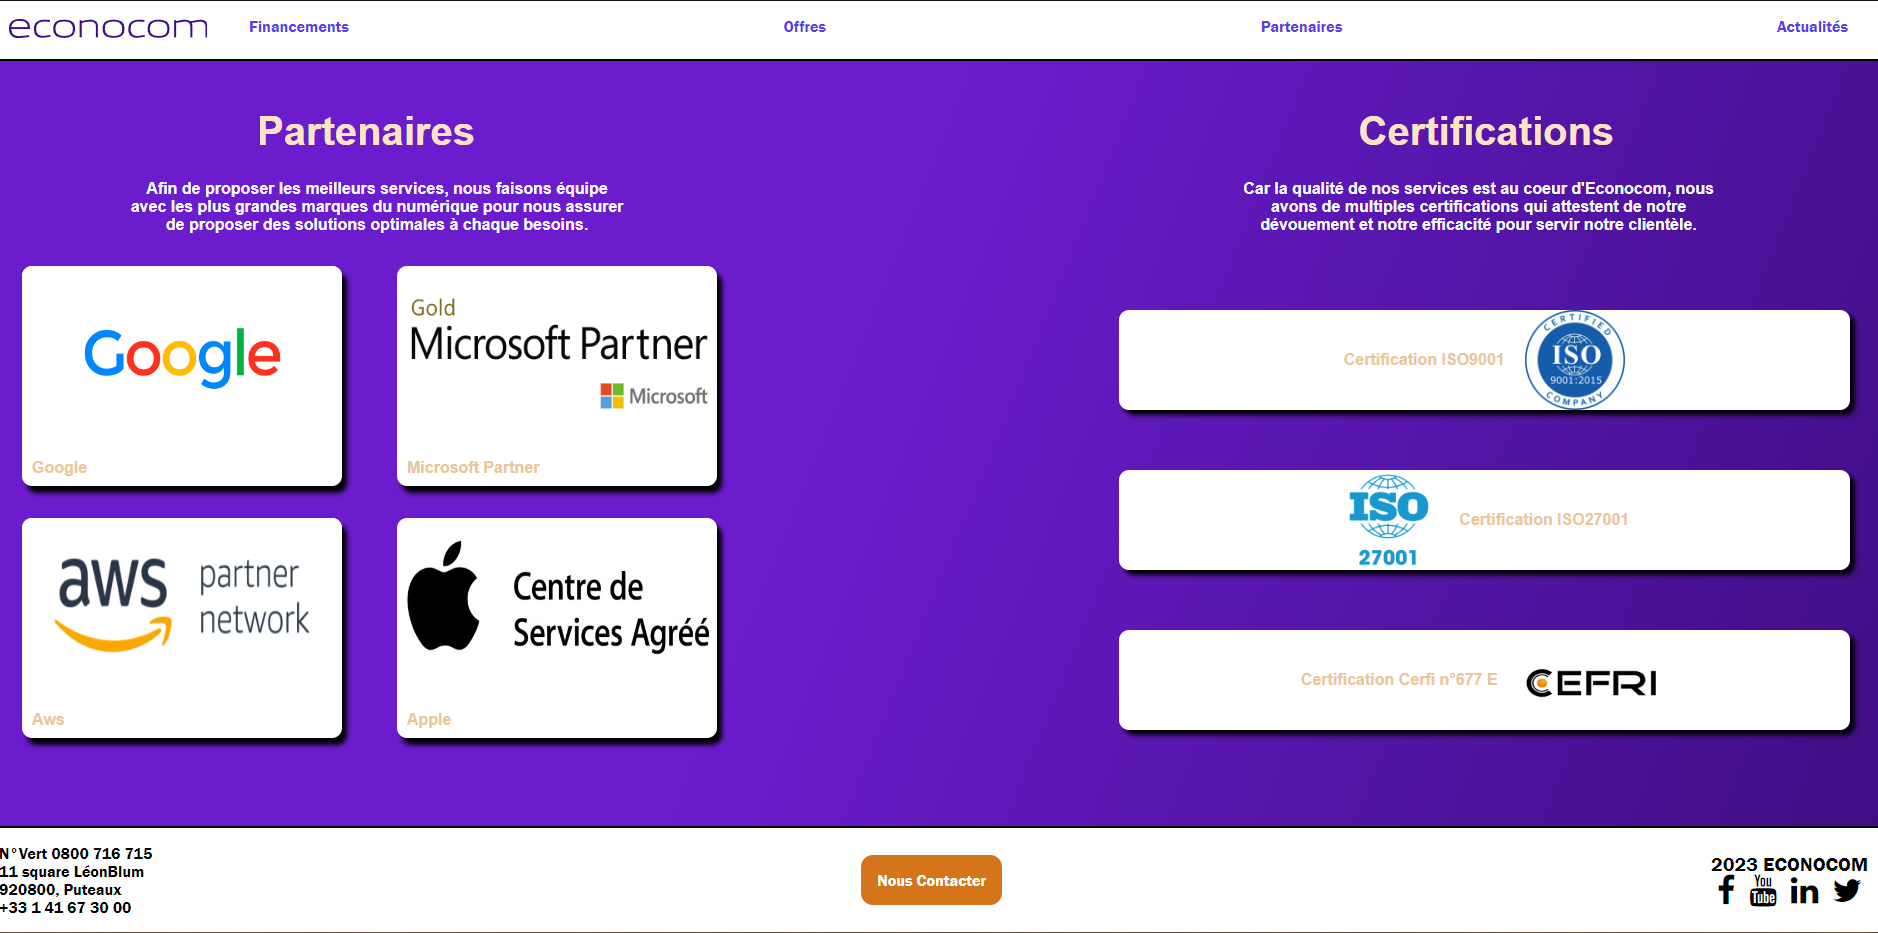 econocom
Financements
Offres
Partenaires
Actualités
Partenaires
Afin de proposer les meilleurs services, nous faisons équipe
avec les plus grandes marques du numérique pour nous assurer
de proposer des solutions optimales à chaque besoins.
Google
Google
Gold
Microsoft Partner
Microsoft
Microsoft Partner
aws partner
network
Aws
Centre de
Services Agréé
Apple
Certifications
Car la qualité de nos services est au coeur d'Econocom, nous
avons de multiples certifications qui attestent de notre
dévouement et notre efficacité pour servir notre clientèle.
Certification ISO9001
CERTIFIED
ISO
9001:2015
COMPANY
ISO
27001
Certification ISO27001
Certification Cerfi n°677 E
CEFRI
N°Vert 0800 716 715
11 square LéonBlum
920800, Puteaux
+33 1 41 67 30 00
Nous Contacter
2023 ECONOCOM
You
Tube
in